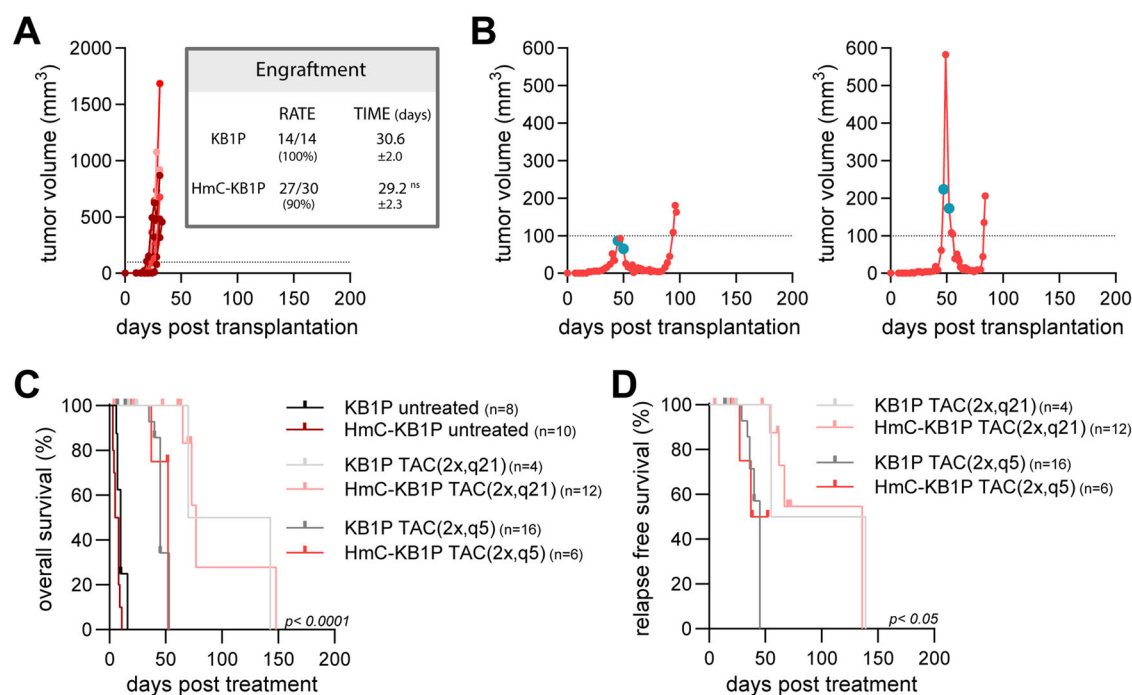 A
tumor volume (mm³)
2000
1500
1000
500
0
0 50 100 150 200
days post transplantation
Engraftment
RATE TIME (days)
KB1P 14/14 30.6
(100%) ±2.0
HmC-KB1P 27/30 29.2 ns
(90%) ±2.3
B
tumor volume (mm³)
600
500
400
300
200
100
0
0 50 100 150 200
days post transplantation
tumor volume (mm³)
600
500
400
300
200
100
0
0 50 100 150 200
days post transplantation
C
overall survival (%)
100
80
60
40
20
0
0 50 100 150 200
days post treatment
p< 0.0001
KB1P untreated (n=8)
HmC-KB1P untreated (n=10)
KB1P TAC(2x,q21) (n=4)
HmC-KB1P TAC(2x,q21) (n=12)
KB1P TAC(2x,q5) (n=16)
HmC-KB1P TAC(2x,q5) (n=6)
D
relapse free survival (%)
100
80
60
40
20
0
0 50 100 150 200
days post treatment
p< 0.05
KB1P TAC(2x,q21) (n=4)
HmC-KB1P TAC(2x,q21) (n=12)
KB1P TAC(2x,q5) (n=16)
HmC-KB1P TAC(2x,q5) (n=6)